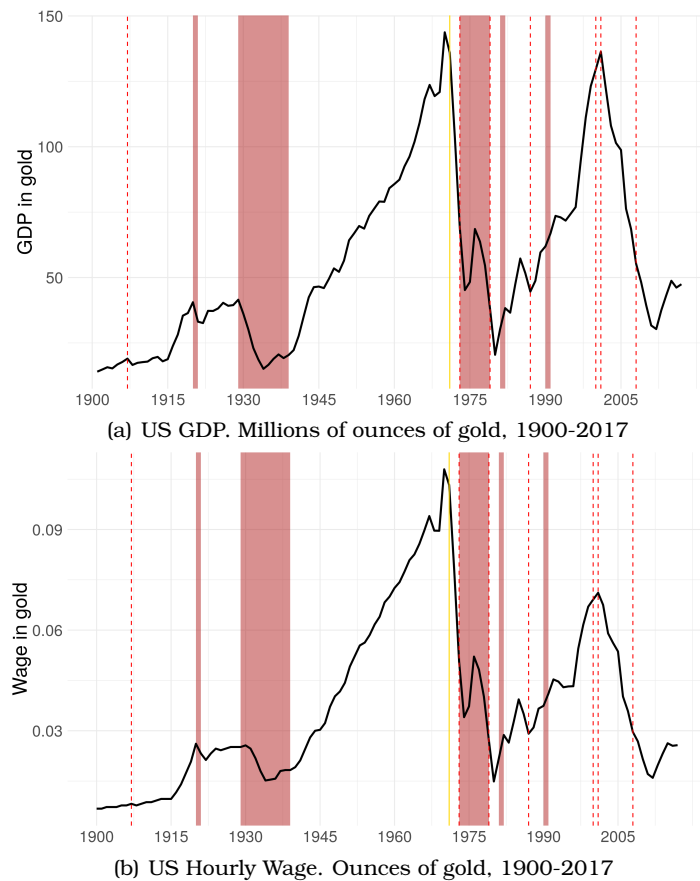 150
100
50
GDP in gold
1900 1915 1930 1945 1960 1975 1990 2005
(a) US GDP. Millions of ounces of gold, 1900-2017
0.09
0.06
0.03
Wage in gold
1900 1915 1930 1945 1960 1975 1990 2005
(b) US Hourly Wage. Ounces of gold, 1900-2017